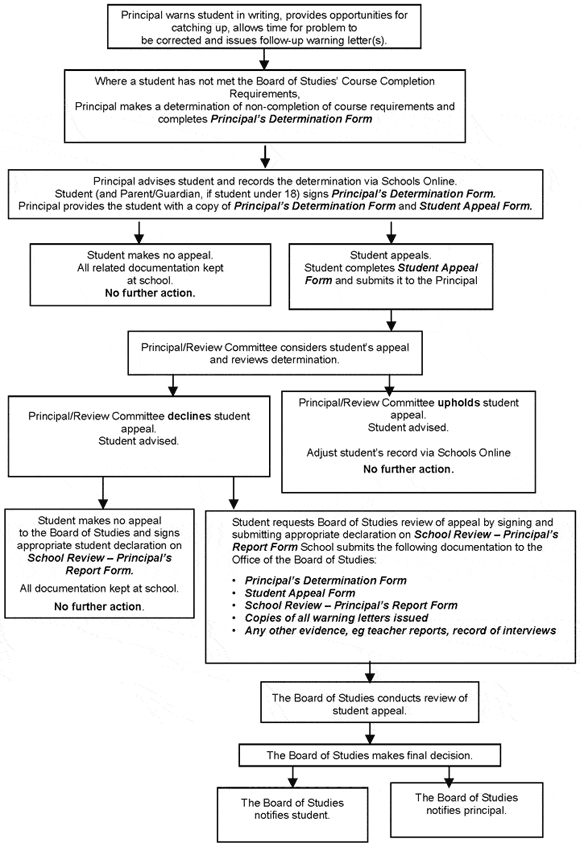 Principal warns student in writing, provides opportunities for
catching up, allows time for problem to
be corrected and issues follow-up warning letter(s).
Where a student has not met the Board of Studies' Course Completion
Requirements,
Principal makes a determination of non-completion of course requirements and
completes Principal's Determination Form
Principal advises student and records the determination via Schools Online.
Student (and Parent/Guardian, if student under 18) signs Principal's Determination Form.
Principal provides the student with a copy of Principal's Determination Form and Student Appeal Form.
Student makes no appeal.
All related documentation kept
at school.
No further action.
Student appeals.
Student completes Student Appeal
Form and submits it to the Principal
Principal/Review Committee considers student's appeal
and reviews determination.
Principal/Review Committee declines student
appeal.
Student advised.
Principal/Review Committee upholds student
appeal.
Student advised.
Adjust student's record via Schools Online
No further action.
Student makes no appeal
to the Board of Studies and signs
appropriate student declaration on
School Review – Principal's
Report Form.
All documentation kept at school.
No further action.
Student requests Board of Studies review of appeal by signing and
submitting appropriate declaration on School Review – Principal's
Report Form School submits the following documentation to the
Office of the Board of Studies:
• Principal's Determination Form
• Student Appeal Form
• School Review – Principal's Report Form
• Copies of all warning letters issued
• Any other evidence, eg teacher reports, record of interviews
The Board of Studies conducts review of
student appeal.
The Board of Studies makes final decision.
The Board of Studies
notifies student.
The Board of Studies
notifies principal.